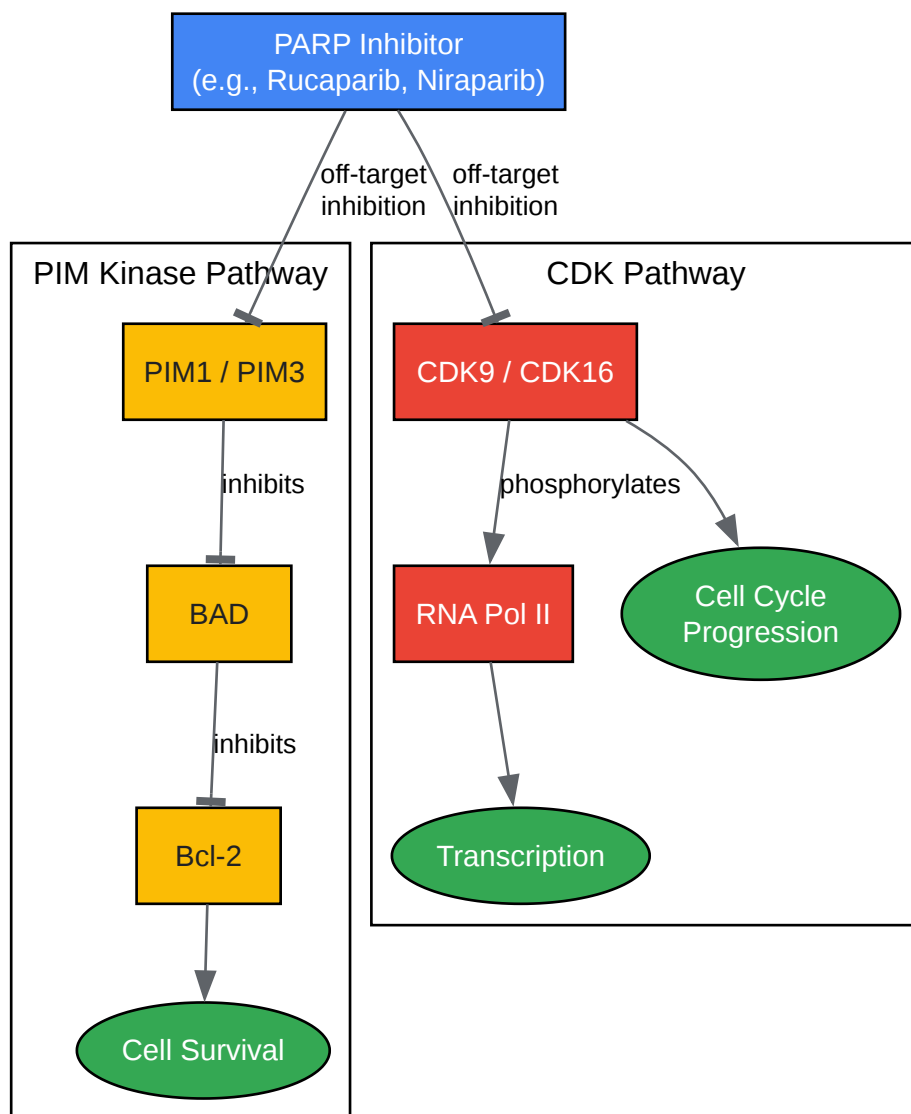 PARP Inhibitor
(e.g., Rucaparib, Niraparib)
off-target
inhibition
off-target
inhibition
PIM Kinase Pathway
PIM1 / PIM3
inhibits
BAD
inhibits
Bcl-2
Cell Survival
CDK Pathway
CDK9 / CDK16
phosphorylates
RNA Pol II
Cell Cycle
Progression
Transcription